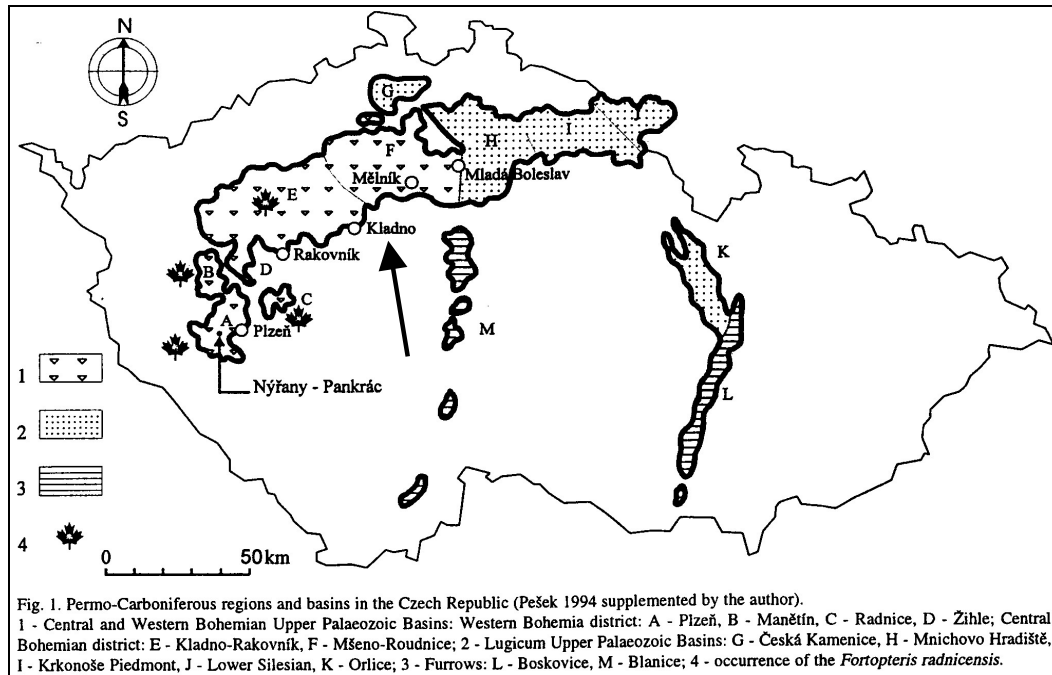 N
S
G
H
I
F
Mladá Boleslav
Mělník
E
Kladno
K
Rakovník
B
D
C
A
Plzeň
M
Nýřany - Pankrác
L
1
2
3
4
0 50 km
Fig. 1. Permo-Carboniferous regions and basins in the Czech Republic (Pešek 1994 supplemented by the author).
1 - Central and Western Bohemian Upper Palaeozoic Basins: Western Bohemia district: A - Plzeň, B - Manětín, C - Radnice, D - Žihle; Central
Bohemian district: E - Kladno-Rakovník, F - Mšeno-Roudnice; 2 - Lugicum Upper Palaeozoic Basins: G - Česká Kamenice, H - Mnichovo Hradiště,
I - Krkonoše Piedmont, J - Lower Silesian, K - Orlice; 3 - Furrows: L - Boskovice, M - Blanice; 4 - occurrence of the Fortopteris radnicensis.